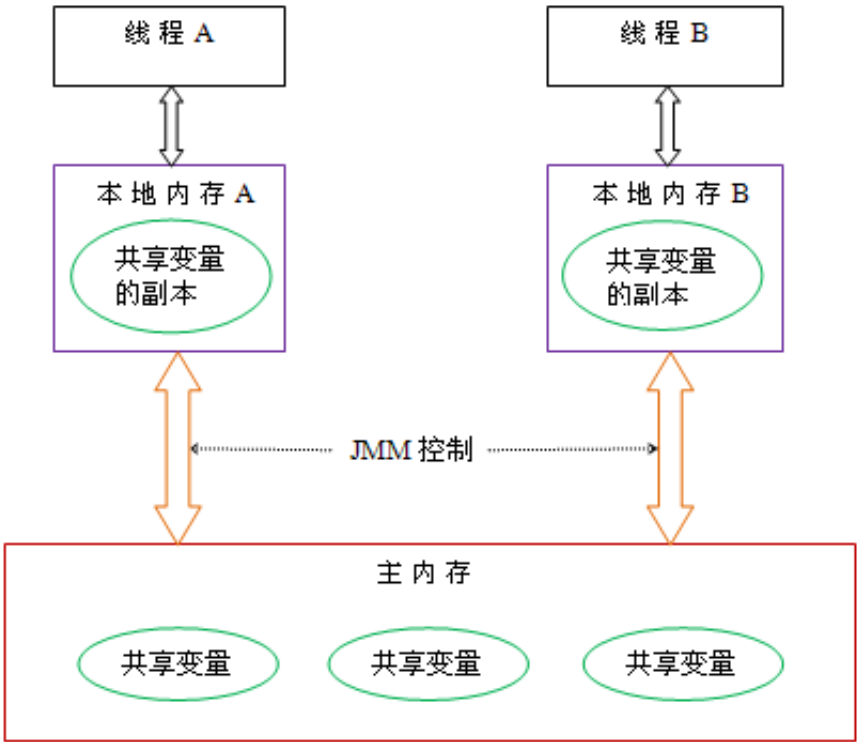 线程 A
线程 B
本地内存 A
本地内存 B
共享变量
的副本
共享变量
的副本
JMM 控制
主内存
共享变量
共享变量
共享变量